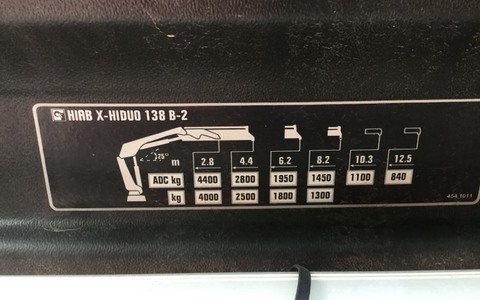 HIAB X-HIDUO 138 B-2
25°
m 2.8 4.4 6.2 8.2 10.3 12.5
ADC kg 4400 2800 1950 1450 1100 840
kg 4000 2500 1800 1300